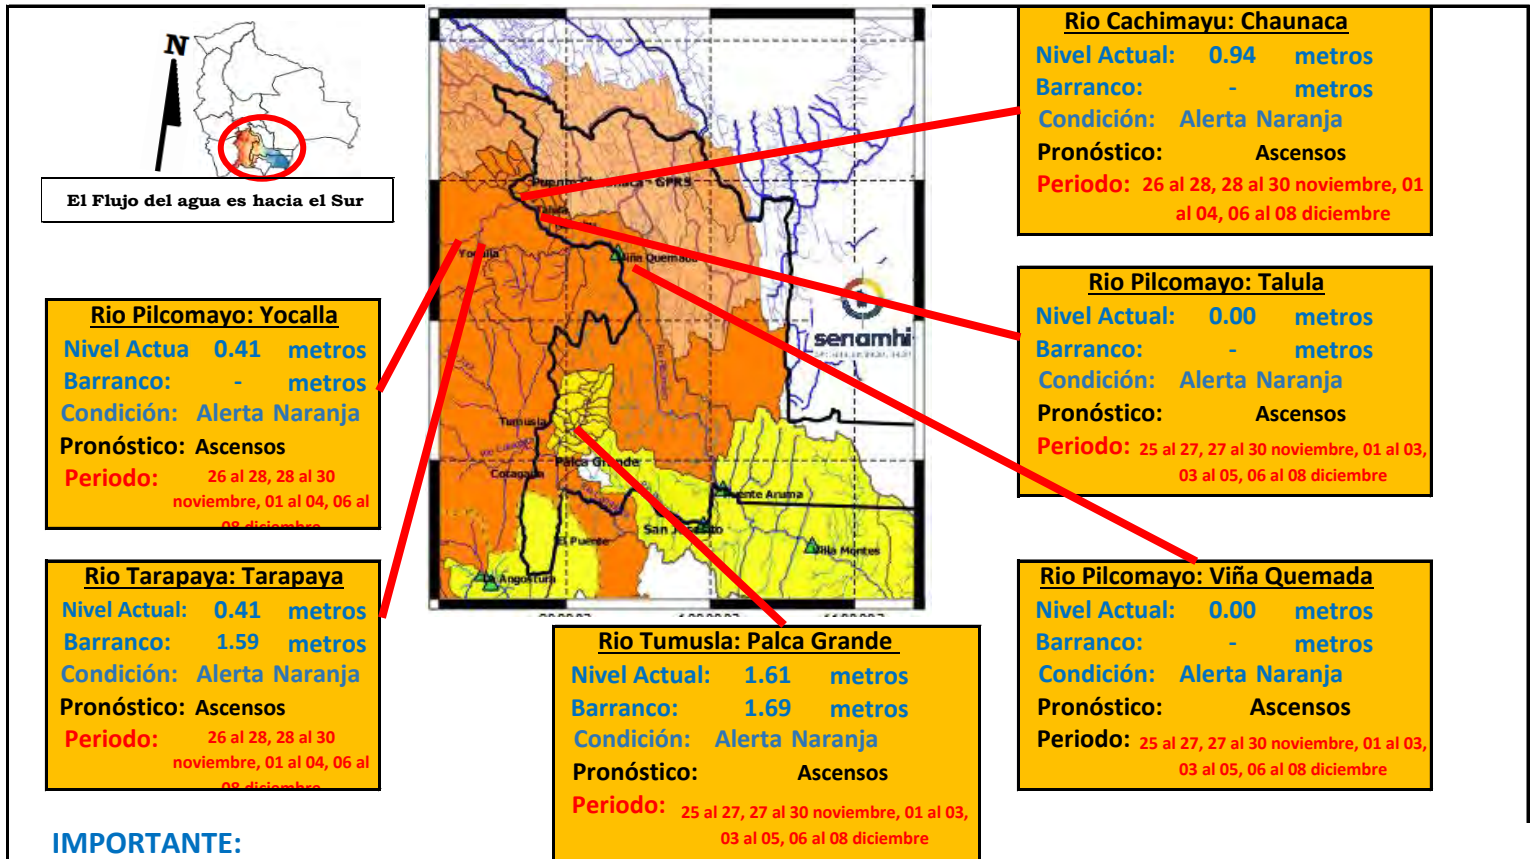 N
El Flujo del agua es hacia el Sur
Rio Cachimayu: Chaunaca
Nivel Actual: 0.94 metros
Barranco: - metros
Condición: Alerta Naranja
Pronóstico: Ascensos
Periodo: 26 al 28, 28 al 30 noviembre, 01
al 04, 06 al 08 diciembre
Rio Pilcomayo: Talula
Nivel Actual: 0.00 metros
Barranco: - metros
Condición: Alerta Naranja
Pronóstico: Ascensos
Periodo: 25 al 27, 27 al 30 noviembre, 01 al 03,
03 al 05, 06 al 08 diciembre
Rio Pilcomayo: Yocalla
Nivel Actua 0.41 metros
Barranco: - metros
Condición: Alerta Naranja
Pronóstico: Ascensos
Periodo: 26 al 28, 28 al 30
noviembre, 01 al 04, 06 al
08 diciembre
Rio Tarapaya: Tarapaya
Nivel Actual: 0.41 metros
Barranco: 1.59 metros
Condición: Alerta Naranja
Pronóstico: Ascensos
Periodo: 26 al 28, 28 al 30
noviembre, 01 al 04, 06 al
08 diciembre
Rio Tumusla: Palca Grande
Nivel Actual: 1.61 metros
Barranco: 1.69 metros
Condición: Alerta Naranja
Pronóstico: Ascensos
Periodo: 25 al 27, 27 al 30 noviembre, 01 al 03,
03 al 05, 06 al 08 diciembre
Rio Pilcomayo: Viña Quemada
Nivel Actual: 0.00 metros
Barranco: - metros
Condición: Alerta Naranja
Pronóstico: Ascensos
Periodo: 25 al 27, 27 al 30 noviembre, 01 al 03,
03 al 05, 06 al 08 diciembre
Puente Chaunaca - GPRS
Talula
Yocalla
Viña Quemada
senamhi
Tumusla
Palca Grande
Cotagaita
Puente Aruma
San Josecito
El Puente
Villa Montes
La Angostura
IMPORTANTE: